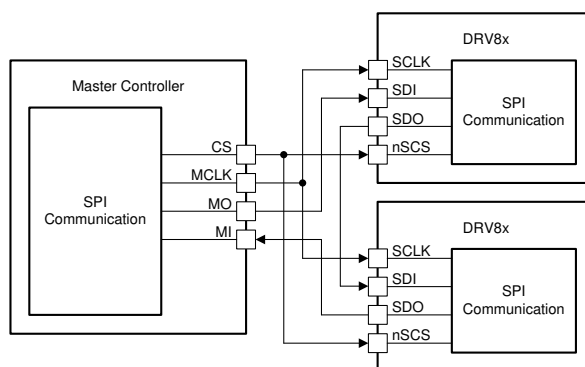 Master Controller
SPI
Communication
CS
MCLK
MO
MI
DRV8x
SCLK
SDI
SDO
nSCS
SPI
Communication
DRV8x
SCLK
SDI
SDO
nSCS
SPI
Communication